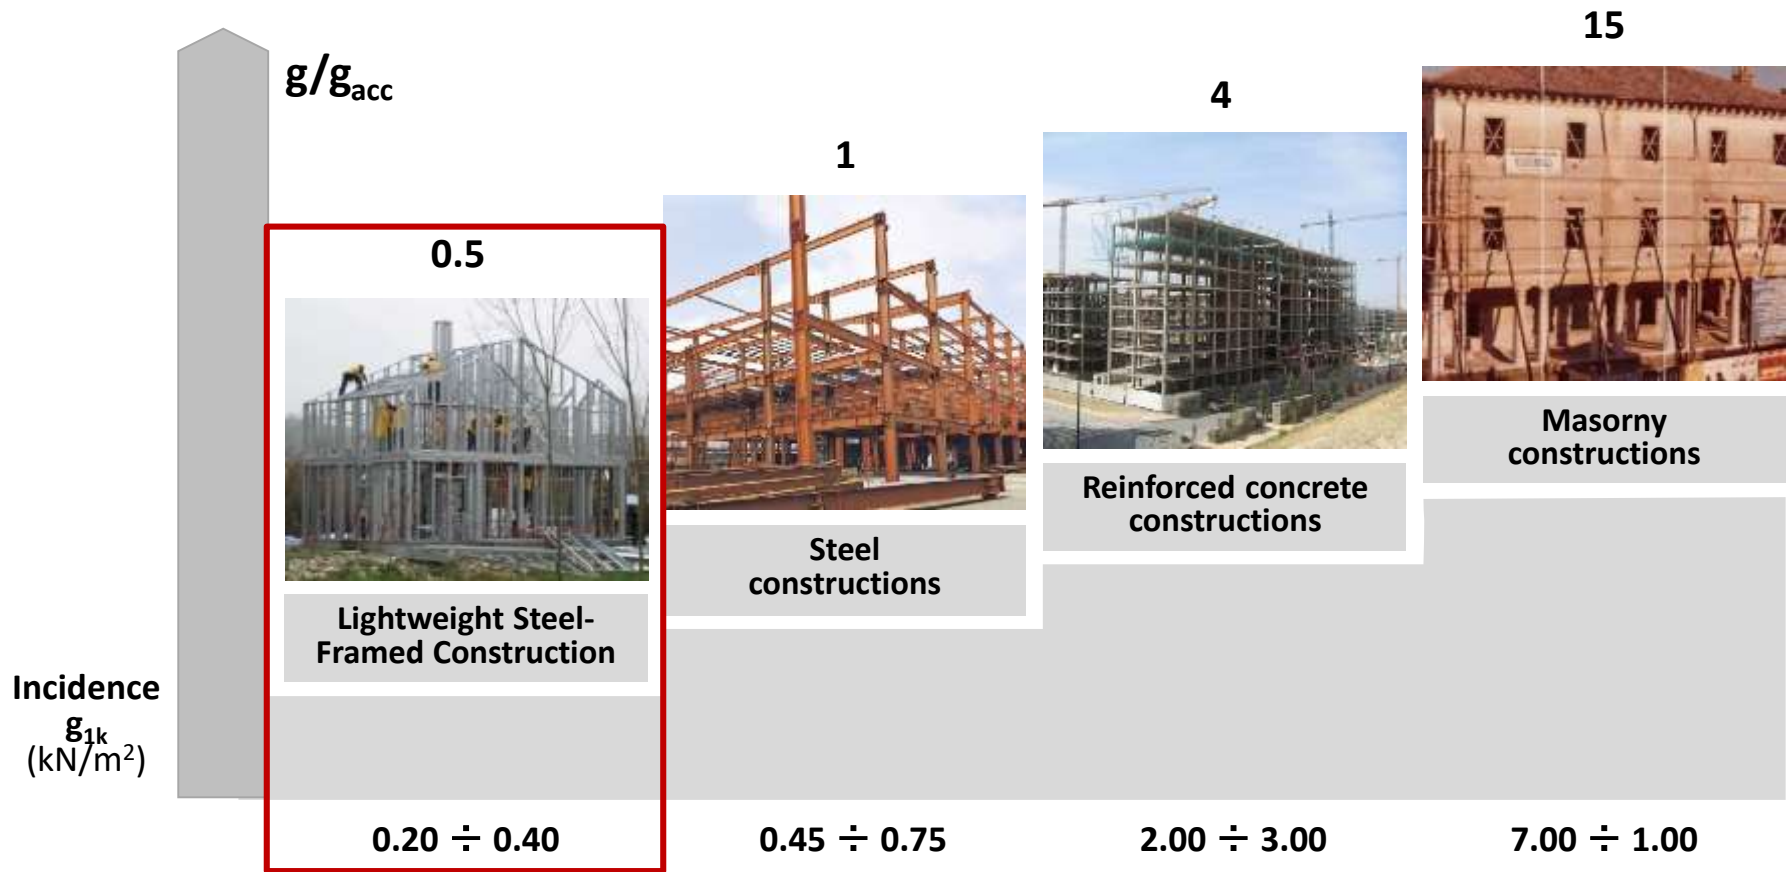 g/gacc
0.5
1
4
15
Lightweight Steel-
Framed Construction
Steel
constructions
Reinforced concrete
constructions
Masorny
constructions
Incidence
g1k
(kN/m²)
0.20 ÷ 0.40
0.45 ÷ 0.75
2.00 ÷ 3.00
7.00 ÷ 1.00